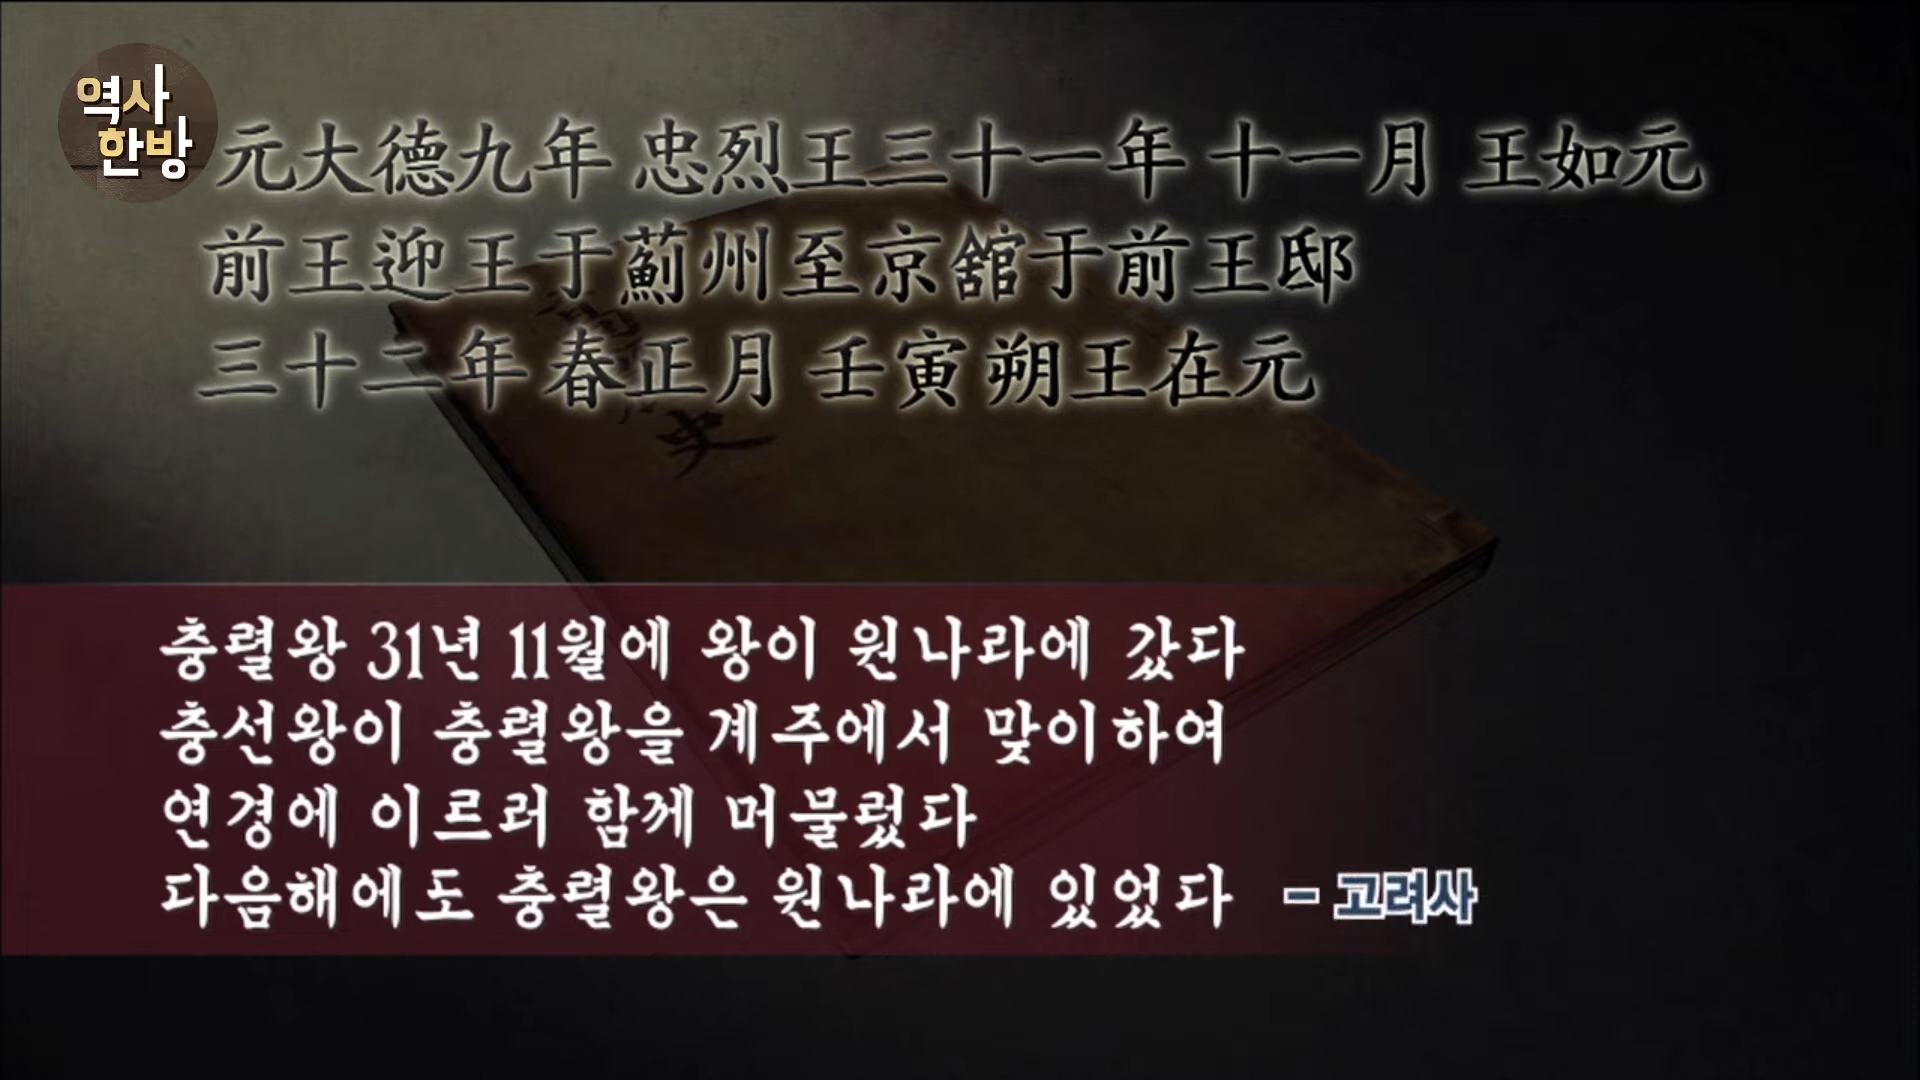 역사
한방
元大德九年 忠烈王三十一年 十一月 王如元
前王迎王于薊州至京舘于前王邸
三十二年 春正月 壬寅朔王在元
史
충렬왕 31년 11월에 왕이 원나라에 갔다
충선왕이 충렬왕을 계주에서 맞이하여
연경에 이르러 함께 머물렀다
다음해에도 충렬왕은 원나라에 있었다 - 고려사